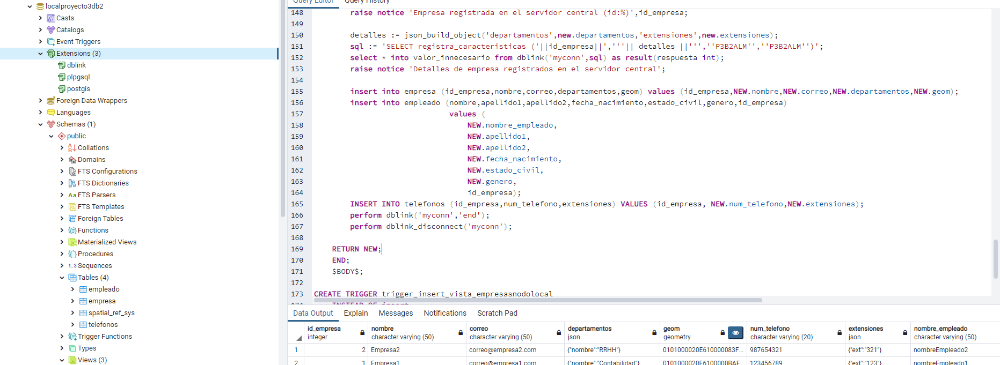 localproyecto3db2
Casts
Catalogs
Event Triggers
Extensions (3)
dblink
plpgsql
postgis
Foreign Data Wrappers
Languages
Schemas (1)
public
Collations
Domains
FTS Configurations
FTS Dictionaries
Aa FTS Parsers
FTS Templates
Foreign Tables
Functions
Materialized Views
Procedures
1..3 Sequences
Tables (4)
empleado
empresa
spatial_ref_sys
telefonos
Trigger Functions
Types
Views (3)
Query Editor Query History
148 raise notice 'Empresa registrada en el servidor central (id:%)',id_empresa;
149
150 detalles := json_build_object('departamentos',new.departamentos,'extensiones',new.extensiones);
151 sql := 'SELECT registra_caracteristicas ('||id_empresa||','''|| detalles ||''',''P3B2ALM'',''P3B2ALM'')';
152 select * into valor_innecesario from dblink('myconn',sql) as result(respuesta int);
153 raise notice 'Detalles de empresa registrados en el servidor central';
154
155 insert into empresa (id_empresa,nombre,correo,departamentos,geom) values (id_empresa,NEW.nombre,NEW.correo,NEW.departamentos,NEW.geom);
156 insert into empleado (nombre,apellido1,apellido2,fecha_nacimiento,estado_civil,genero,id_empresa)
157 values (
158 NEW.nombre_empleado,
159 NEW.apellido1,
160 NEW.apellido2,
161 NEW.fecha_nacimiento,
162 NEW.estado_civil,
163 NEW.genero,
164 id_empresa);
165 INSERT INTO telefonos (id_empresa,num_telefono,extensiones) VALUES (id_empresa, NEW.num_telefono,NEW.extensiones);
166 perform dblink('myconn','end');
167 perform dblink_disconnect('myconn');
168
169 RETURN NEW;
170 END;
171 $BODY$;
172
173 CREATE TRIGGER trigger_insert_vista_empresasnodolocal
174 INSTEAD OF insert
Data Output Explain Messages Notifications Scratch Pad
id_empresa nombre correo departamentos geom num_telefono extensiones nombre_empleado
integer character varying (50) character varying (50) json geometry character varying (20) json character varying (50)
1 2 Empresa2 correo@empresa2.com {"nombre":"RRHH"} 0101000020E610000083F... 987654321 {"ext":"321"} nombreEmpleado2
2 1 Empresa1 correo@empresa1.com {"nombre":"Contabilidad"} 0101000020E6100000BAF... 123456789 {"ext":"123"} nombreEmpleado1